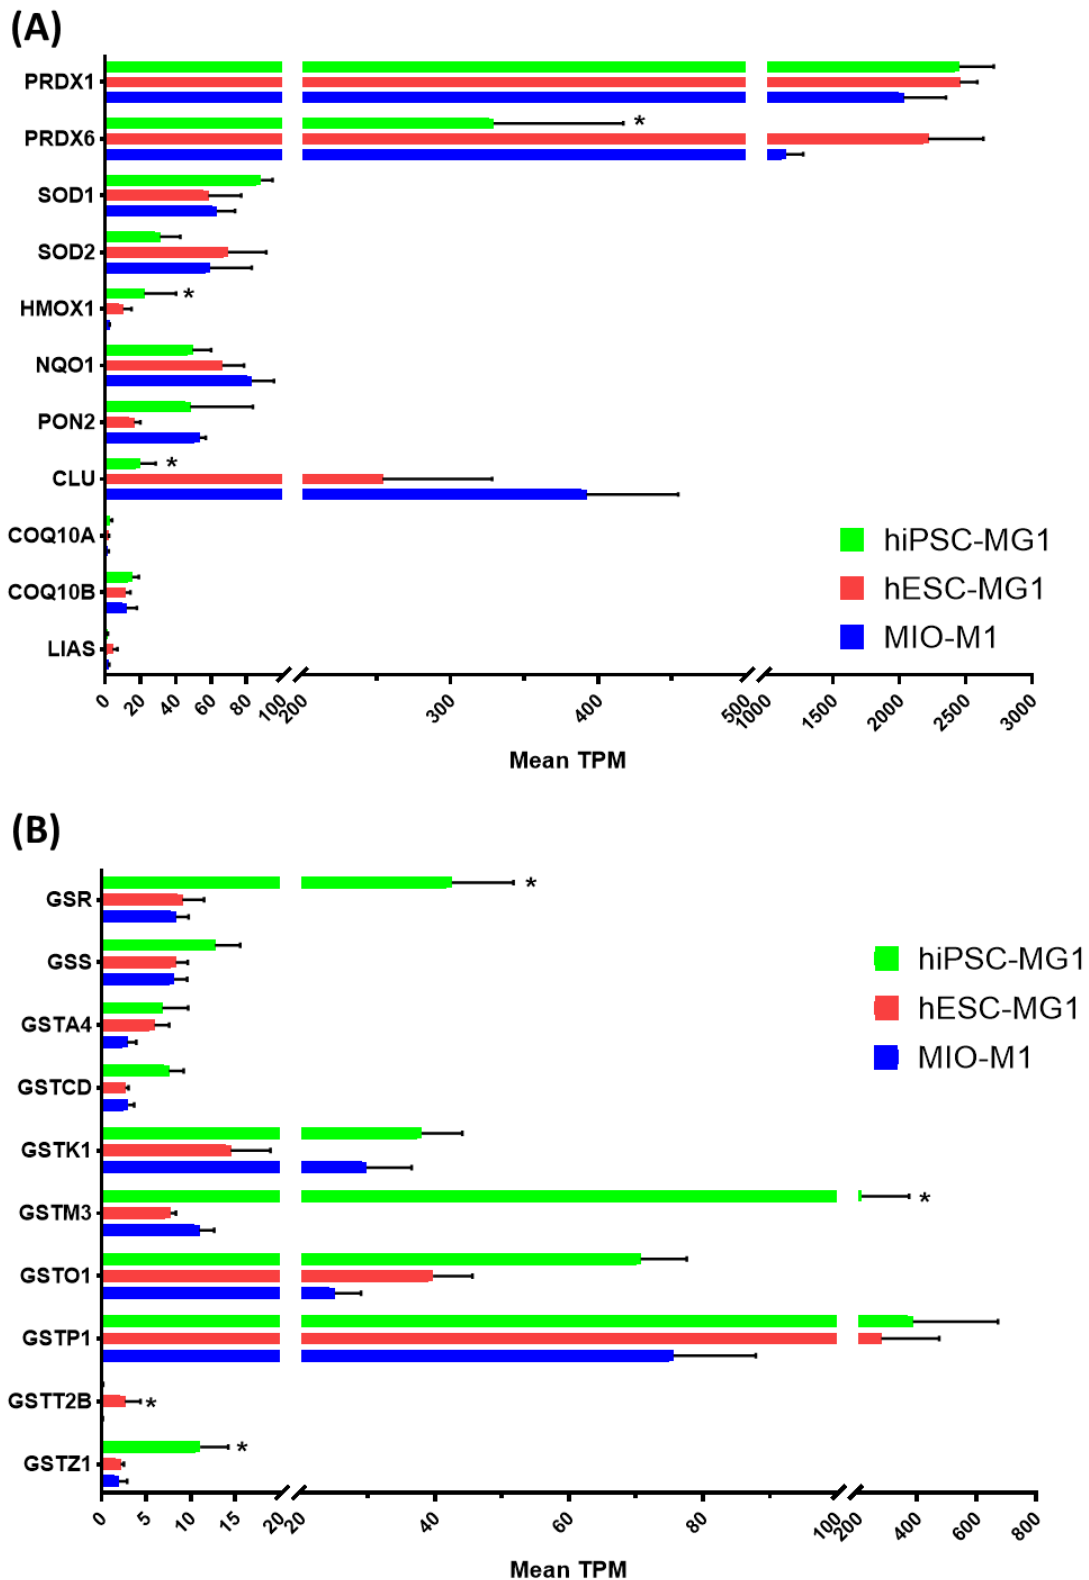 (A)
PRDX1
PRDX6
*
SOD1
SOD2
HMOX1
*
NQO1
PON2
CLU
*
COQ10A
COQ10B
LIAS
hiPSC-MG1
hESC-MG1
MIO-M1
0 20 40 60 80 100 200 300 400 500 1000 1500 2000 2500 3000
Mean TPM
(B)
GSR
*
GSS
GSTA4
GSTCD
GSTK1
GSTM3
*
GSTO1
GSTP1
GSTT2B
*
GSTZ1
*
hiPSC-MG1
hESC-MG1
MIO-M1
0 5 10 15 20 20 40 60 80 100 200 400 600 800
Mean TPM